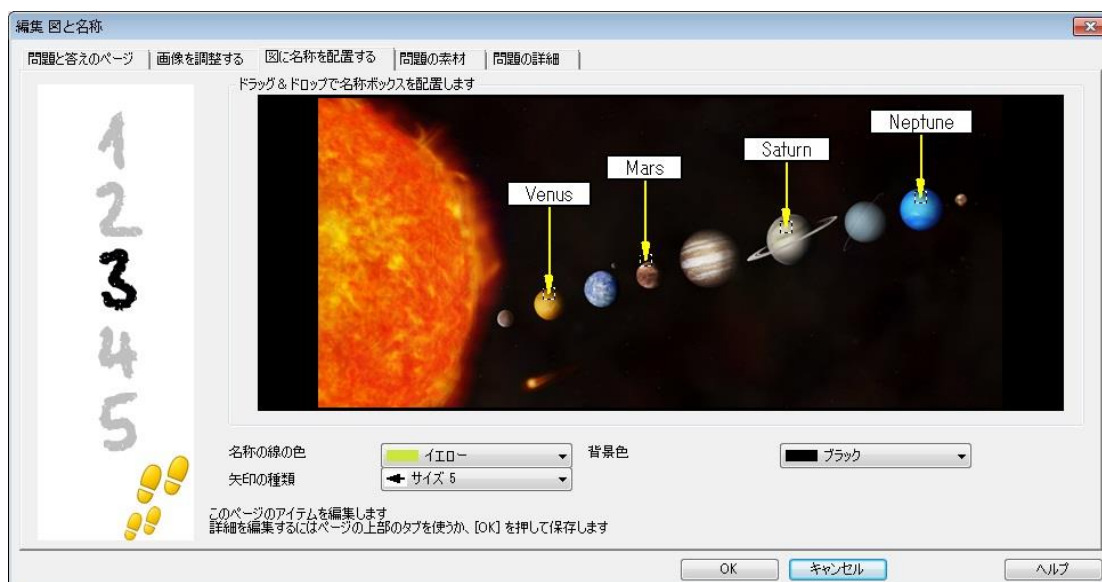 編集 図と名称
問題と答えのページ
画像を調整する
図に名称を配置する
問題の素材
問題の詳細
ドラッグ＆ドロップで名称ボックスを配置します
1
2
3
4
5
Neptune
Saturn
Mars
Venus
名称の線の色
イエロー
背景色
ブラック
矢印の種類
サイズ 5
このページのアイテムを編集します
詳細を編集するにはページの上部のタブを使うか、[OK] を押して保存します
OK
キャンセル
ヘルプ